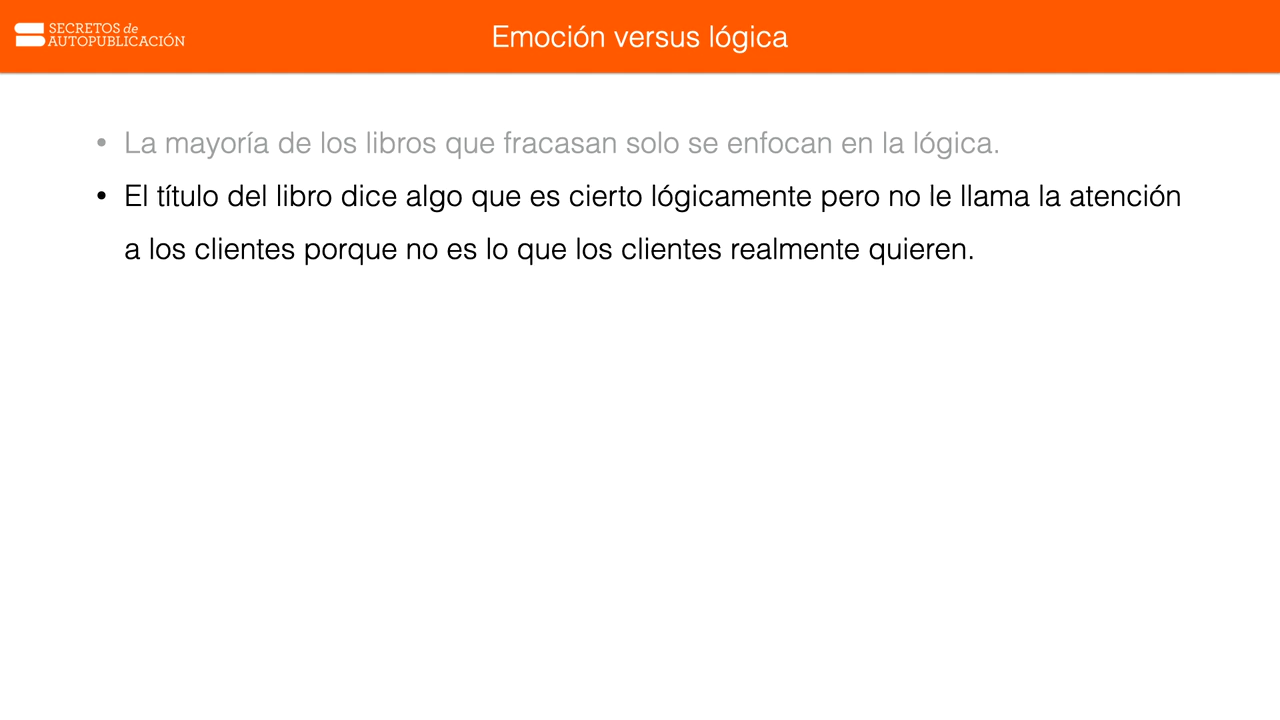 SECRETOS de
AUTOPUBLICACIÓN
Emoción versus lógica
• La mayoría de los libros que fracasan solo se enfocan en la lógica.
• El título del libro dice algo que es cierto lógicamente pero no le llama la atención
a los clientes porque no es lo que los clientes realmente quieren.